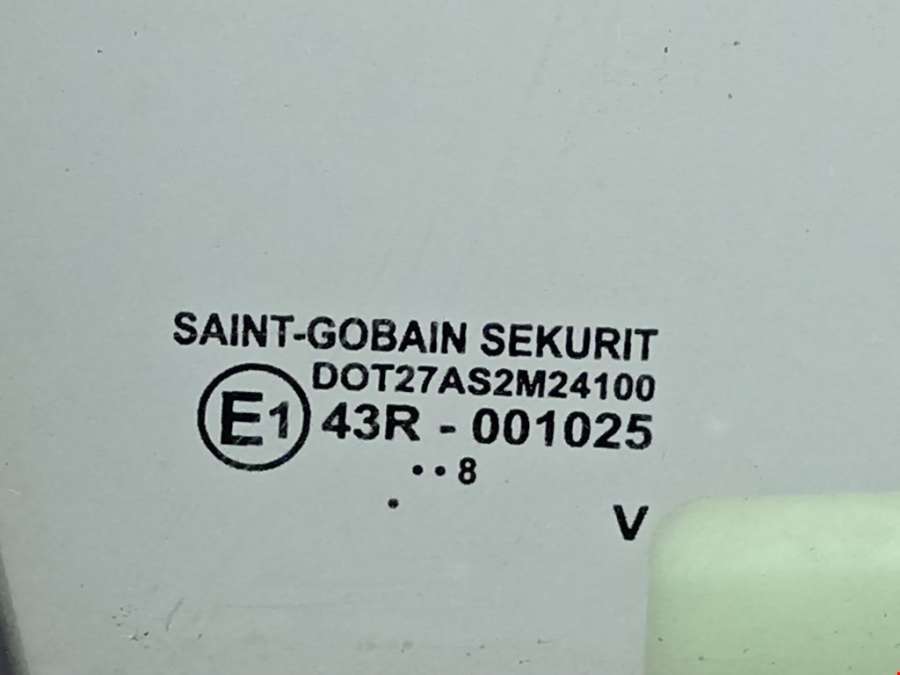 SAINT-GOBAIN SEKURIT
DOT27AS2M24100
E1 43R - 001025
··8
.
V